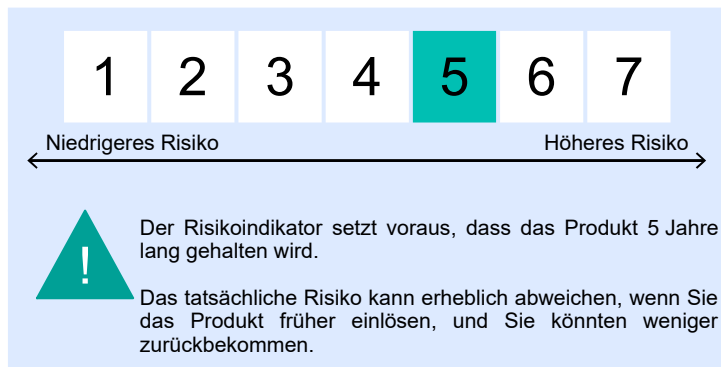 1 2 3 4 5 6 7
Niedrigeres Risiko Höheres Risiko
! Der Risikoindikator setzt voraus, dass das Produkt 5 Jahre
lang gehalten wird.
Das tatsächliche Risiko kann erheblich abweichen, wenn Sie
das Produkt früher einlösen, und Sie könnten weniger
zurückbekommen.